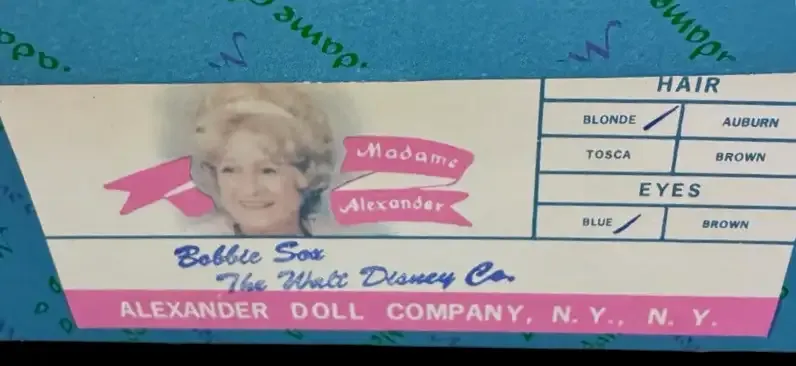 Madame
Alexander
HAIR
BLONDE / AUBURN
TOSCA BROWN
EYES
BLUE / BROWN
Bobbie Sox
The Walt Disney Co.
ALEXANDER DOLL COMPANY, N. Y., N. Y.